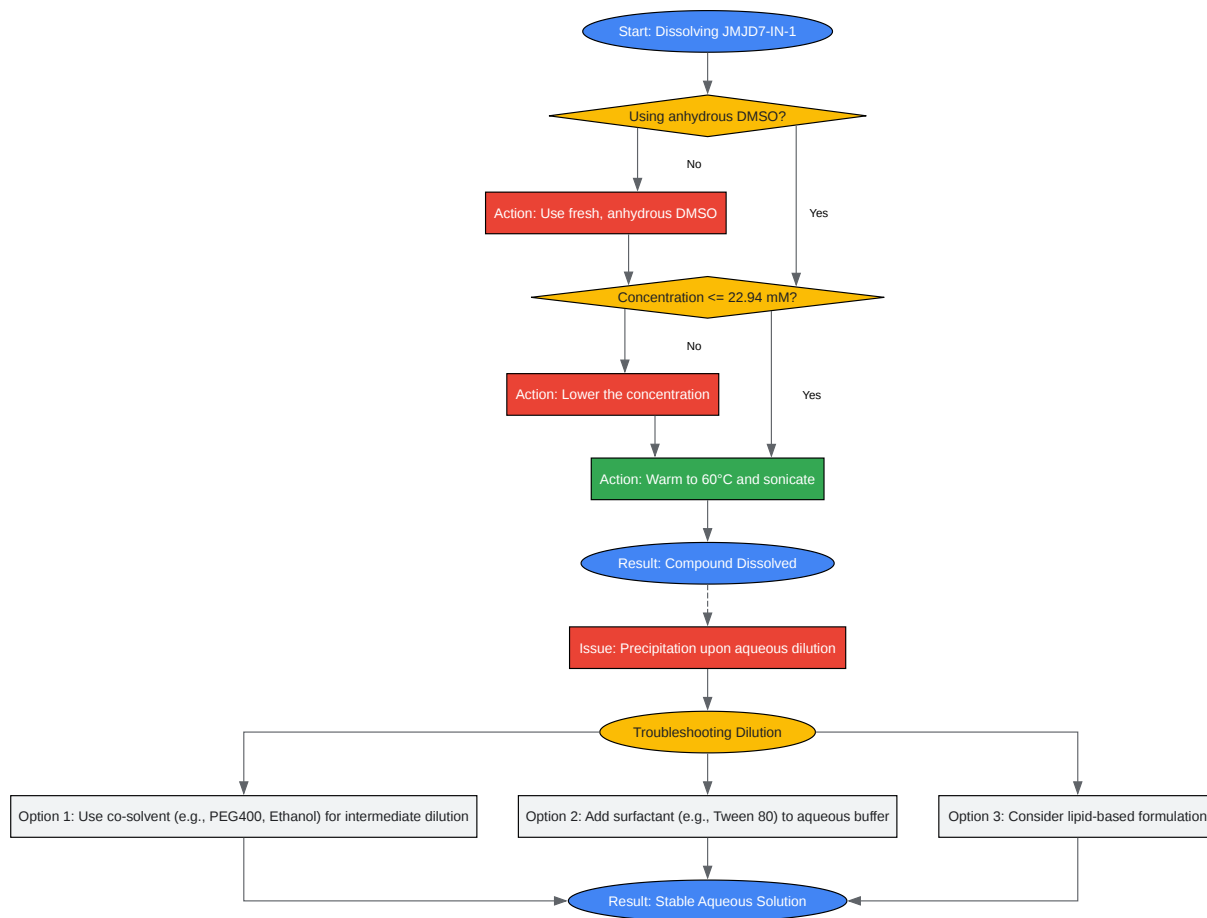 Start: Dissolving JMJD7-IN-1
Using anhydrous DMSO?
No
Action: Use fresh, anhydrous DMSO
Yes
Concentration <= 22.94 mM?
No
Action: Lower the concentration
Yes
Action: Warm to 60°C and sonicate
Result: Compound Dissolved
Issue: Precipitation upon aqueous dilution
Troubleshooting Dilution
Option 1: Use co-solvent (e.g., PEG400, Ethanol) for intermediate dilution
Option 2: Add surfactant (e.g., Tween 80) to aqueous buffer
Option 3: Consider lipid-based formulation
Result: Stable Aqueous Solution